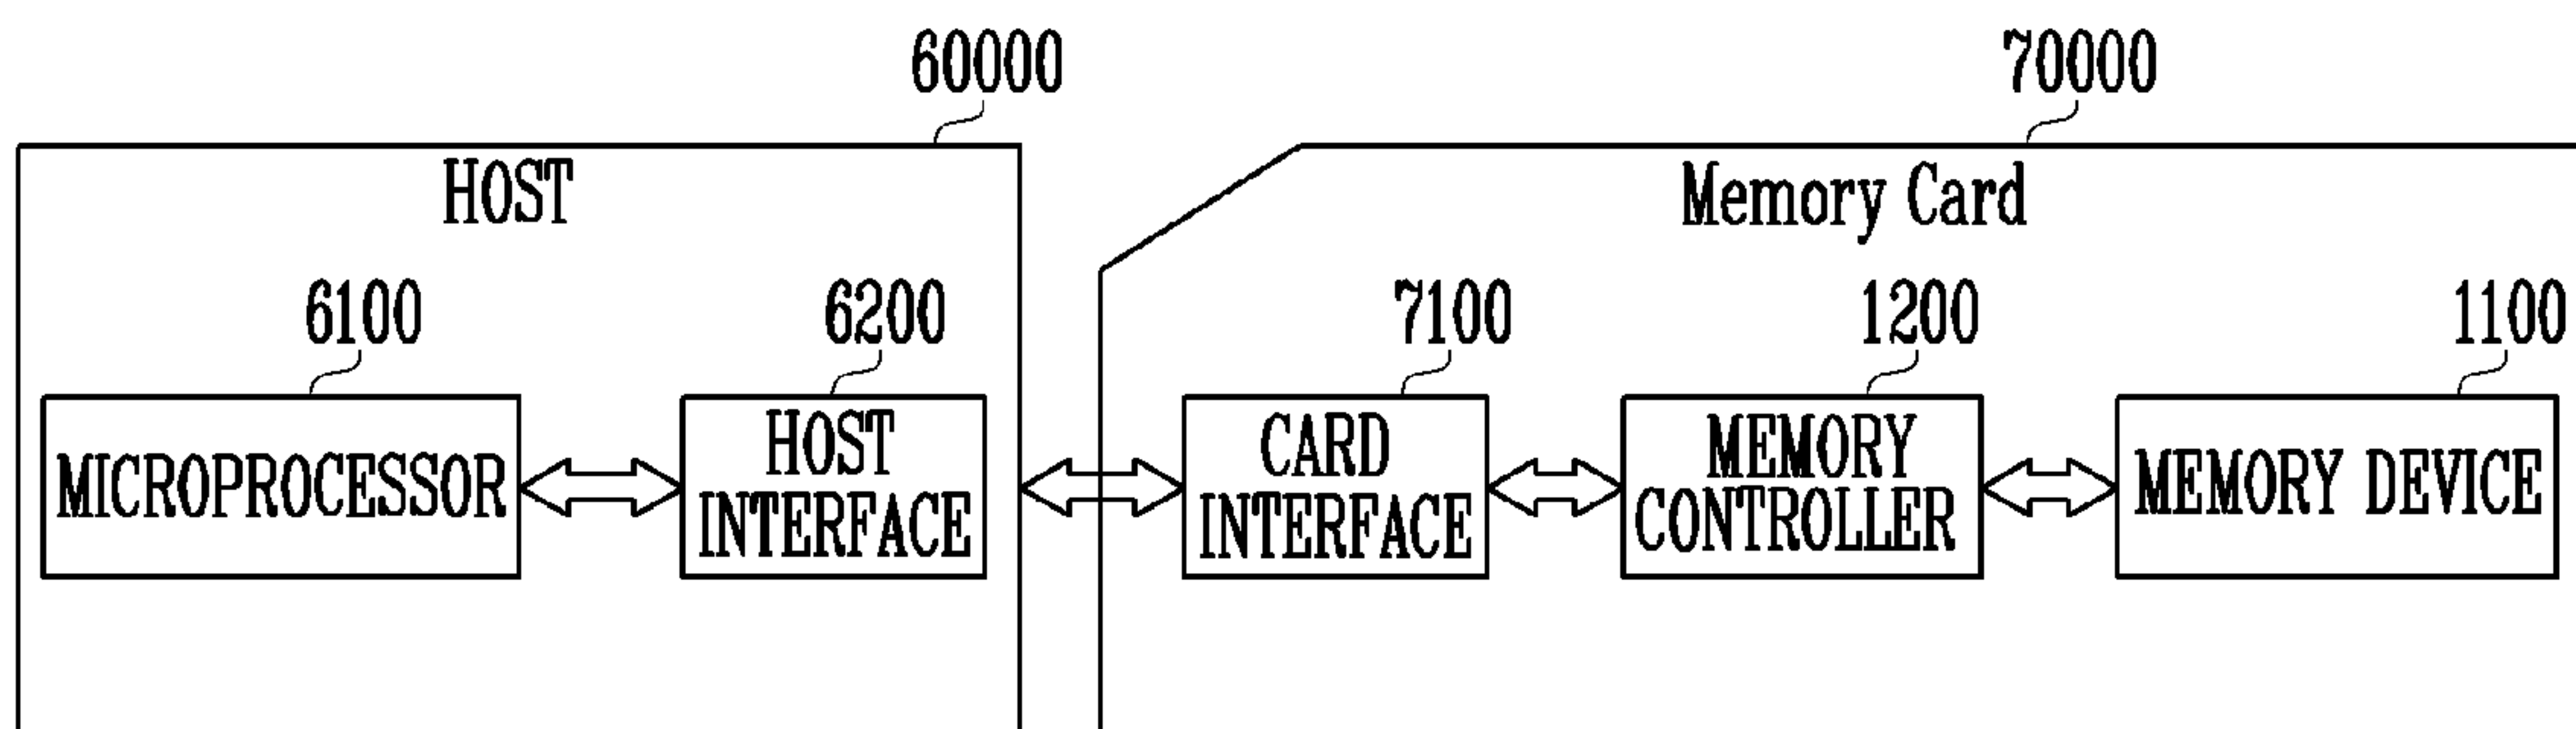 60000
70000
HOST
Memory Card
6100
6200
7100
1200
1100
MICROPROCESSOR
HOST
INTERFACE
CARD
INTERFACE
MEMORY
CONTROLLER
MEMORY DEVICE